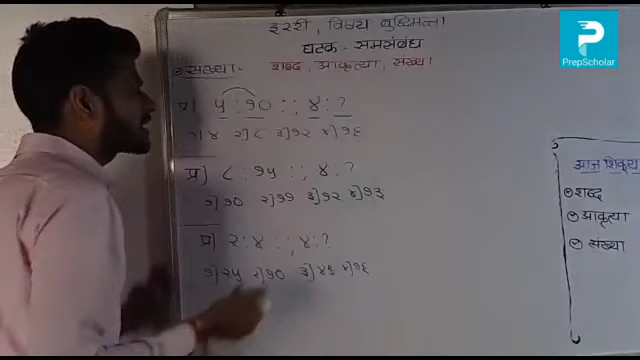 इ४री, विषय बुद्धिमत्ता
घटक - समसंबंध
PrepScholar
संख्या - शब्द, आकृत्या, संख्या
प्र] ५ : १० : : ४ : ?
१] ४ २] ८ ३] १२ ४] १६
प्र] ८ : १५ : : ४ : ?
१] १० २] ११ ३] १२ ४] १३
प्र] २ : ४ : : ४ : ?
१] २५ २] १० ३] ४५ ४] १६
आज शिकूया
शब्द
आकृत्या
संख्या